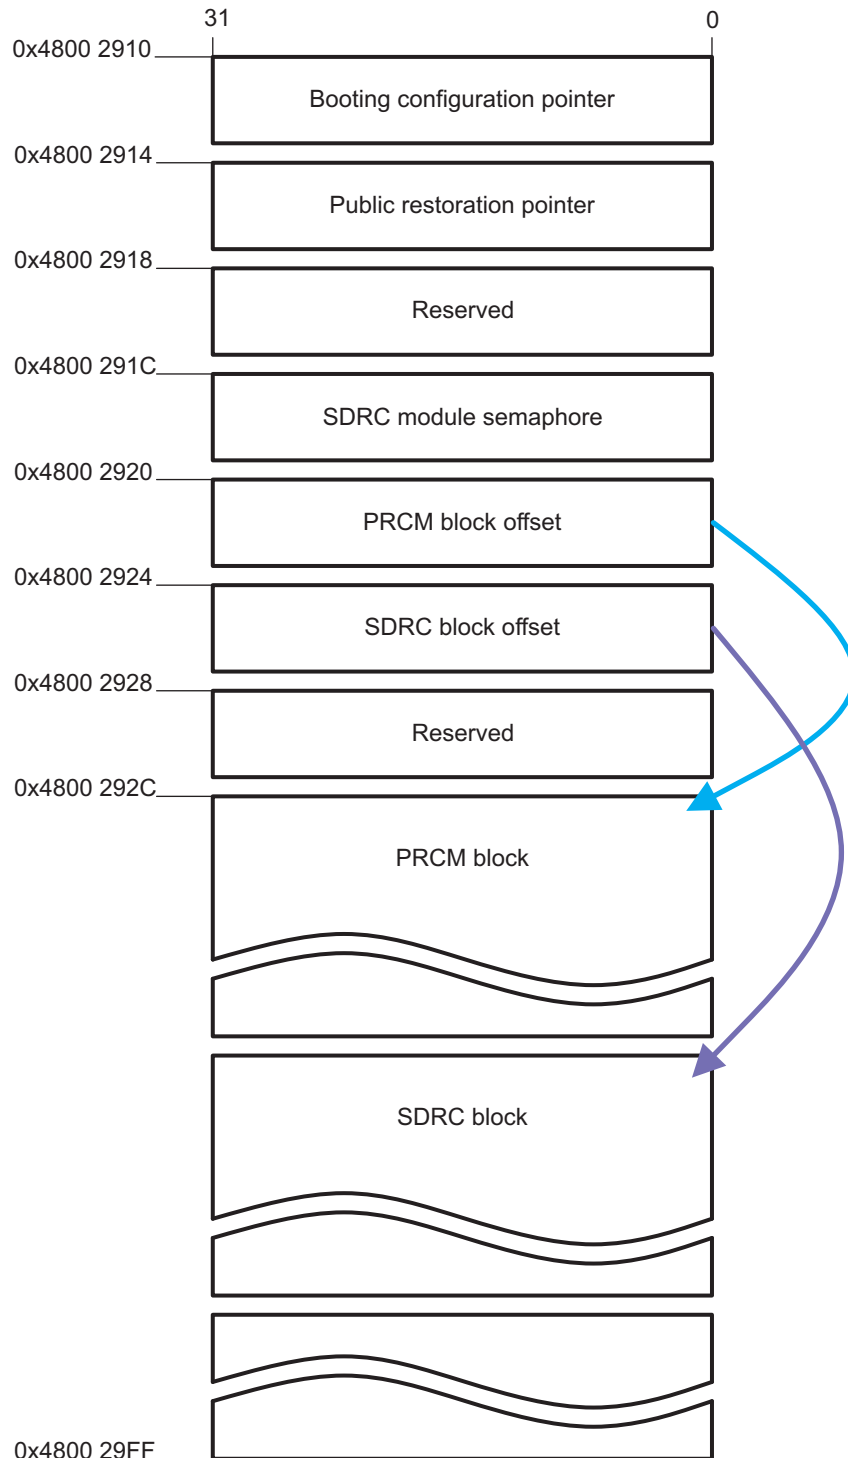 31 0
0x4800 2910
Booting configuration pointer
0x4800 2914
Public restoration pointer
0x4800 2918
Reserved
0x4800 291C
SDRC module semaphore
0x4800 2920
PRCM block offset
0x4800 2924
SDRC block offset
0x4800 2928
Reserved
0x4800 292C
PRCM block
SDRC block
0x4800 29FF